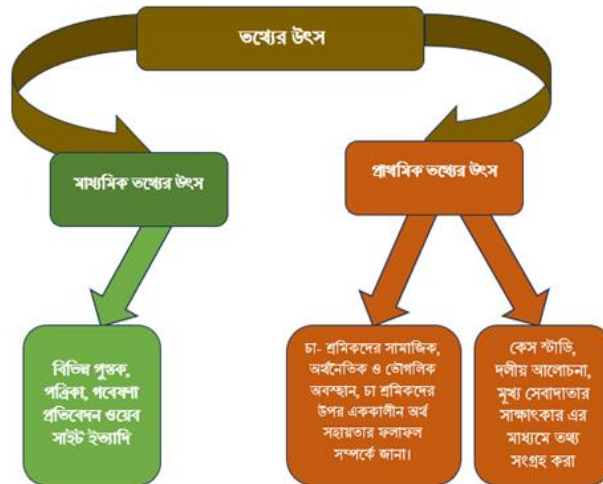 তথ্যের উৎস
মাধ্যমিক তথ্যের উৎস
প্রাথমিক তথ্যের উৎস
বিভিন্ন পুস্তক,
পত্রিকা, গবেষণা
প্রতিবেদন ওয়েব
সাইট ইত্যাদি
চা- শ্রমিকদের সামাজিক,
অর্থনৈতিক ও ভৌগলিক
অবস্থান, চা শ্রমিকদের
উপর এককালীন অর্থ
সহায়তার ফলাফল
সম্পর্কে জানা।
কেস স্টাডি,
দলীয় আলোচনা,
মূখ্য সেবাদাতার
সাক্ষাৎকার এর
মাধ্যমে তথ্য
সংগ্রহ করা